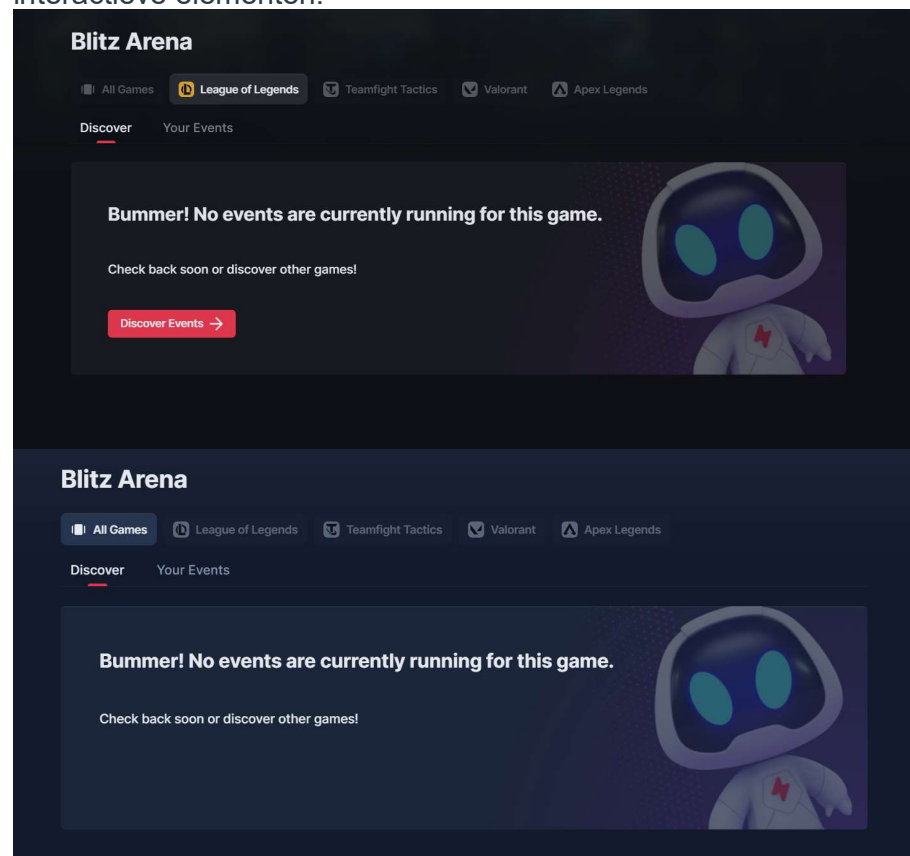 interactieve elementen.
Blitz Arena
All Games League of Legends Teamfight Tactics Valorant Apex Legends
Discover Your Events
Bummer! No events are currently running for this game.
Check back soon or discover other games!
Discover Events →
Blitz Arena
All Games League of Legends Teamfight Tactics Valorant Apex Legends
Discover Your Events
Bummer! No events are currently running for this game.
Check back soon or discover other games!